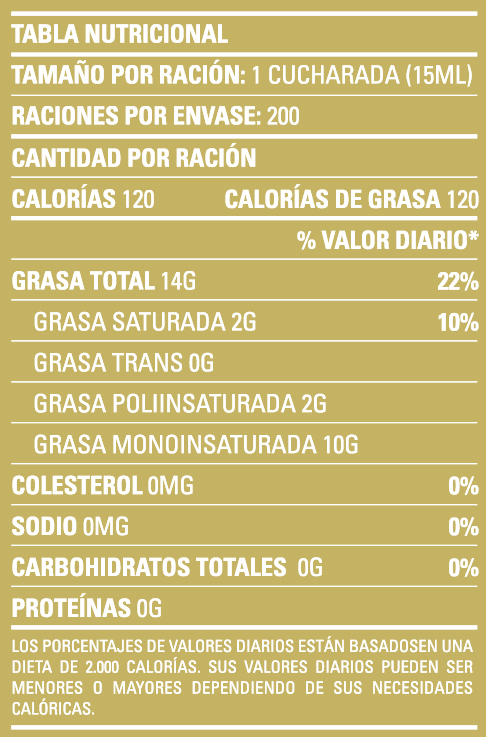 TABLA NUTRICIONAL
TAMAÑO POR RACIÓN: 1 CUCHARADA (15ML)
RACIONES POR ENVASE: 200
CANTIDAD POR RACIÓN
CALORÍAS 120 CALORÍAS DE GRASA 120
% VALOR DIARIO*
GRASA TOTAL 14G 22%
GRASA SATURADA 2G 10%
GRASA TRANS 0G
GRASA POLIINSATURADA 2G
GRASA MONOINSATURADA 10G
COLESTEROL 0MG 0%
SODIO 0MG 0%
CARBOHIDRATOS TOTALES 0G 0%
PROTEÍNAS 0G
LOS PORCENTAJES DE VALORES DIARIOS ESTÁN BASADOSEN UNA
DIETA DE 2.000 CALORÍAS. SUS VALORES DIARIOS PUEDEN SER
MENORES O MAYORES DEPENDIENDO DE SUS NECESIDADES
CALÓRICAS.